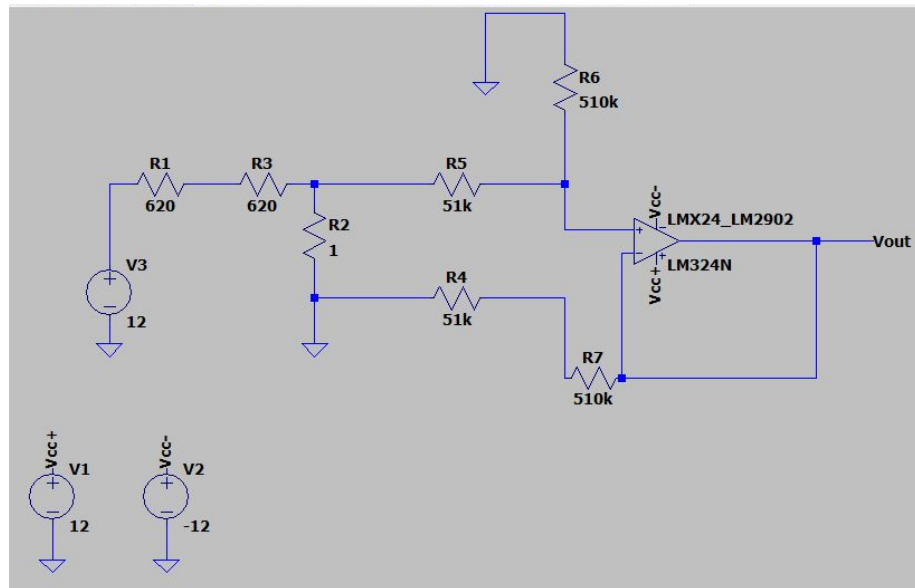 R6
510k
R1
R3
R5
620
620
51k
R2
1
Vcc-
LMX24_LM2902
+
-
-
+
Vout
LM324N
Vcc+
V3
+
-
12
R4
51k
R7
510k
Vcc+
V1
+
-
12
Vcc-
V2
+
-
-12